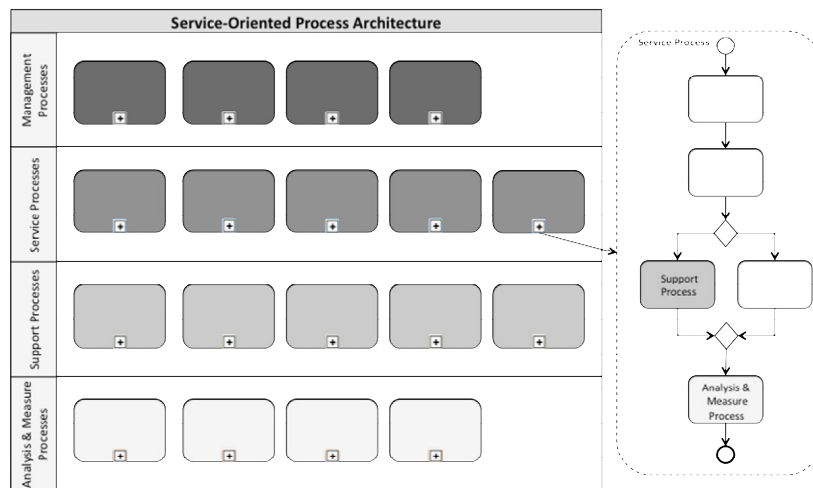 Service-Oriented Process Architecture
Management
Processes
Service Processes
Support Processes
Analysis & Measure
Processes
Service Process
Support
Process
Analysis &
Measure
Process